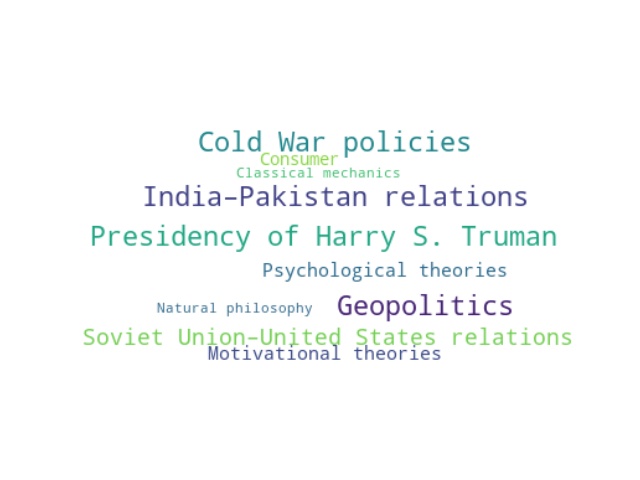 Cold War policies
Consumer
Classical mechanics
India–Pakistan relations
Presidency of Harry S. Truman
Psychological theories
Natural philosophy
Geopolitics
Soviet Union–United States relations
Motivational theories